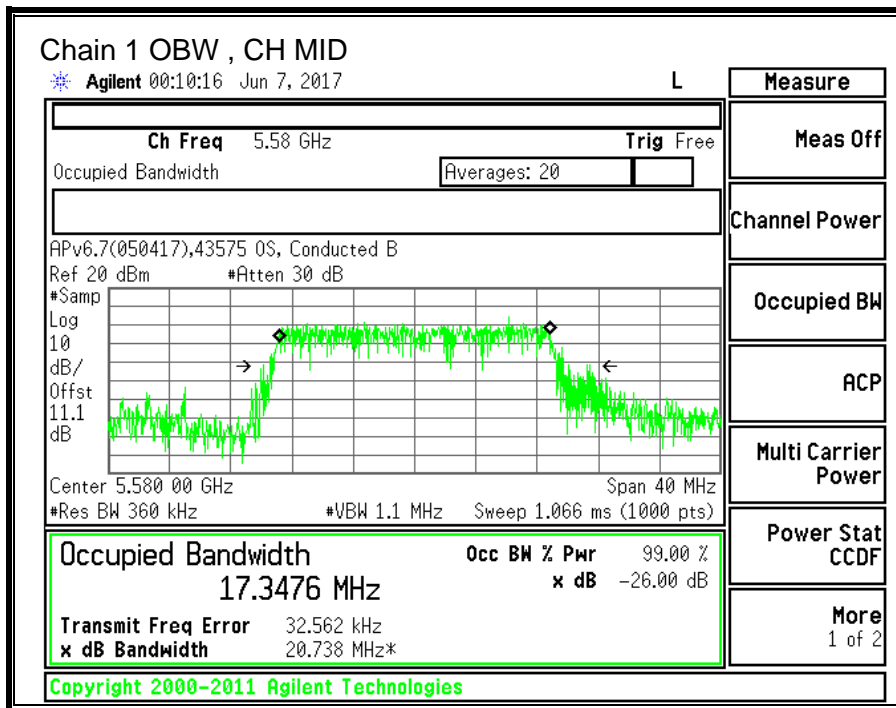 Chain 1 OBW , CH MID
Agilent 00:10:16 Jun 7, 2017 L
Measure
Ch Freq 5.58 GHz Trig Free
Occupied Bandwidth Averages: 20
APv6.7(050417),43575 OS, Conducted B
Ref 20 dBm #Atten 30 dB
#Samp
Log
10
dB/
Offst
11.1
dB
Center 5.580 00 GHz Span 40 MHz
#Res BW 360 kHz #VBW 1.1 MHz Sweep 1.066 ms (1000 pts)
Occupied Bandwidth Occ BW % Pwr 99.00 %
17.3476 MHz x dB -26.00 dB
Transmit Freq Error 32.562 kHz
x dB Bandwidth 20.738 MHz*
Meas Off
Channel Power
Occupied BW
ACP
Multi Carrier
Power
Power Stat
CCDF
More
1 of 2
Copyright 2000-2011 Agilent Technologies